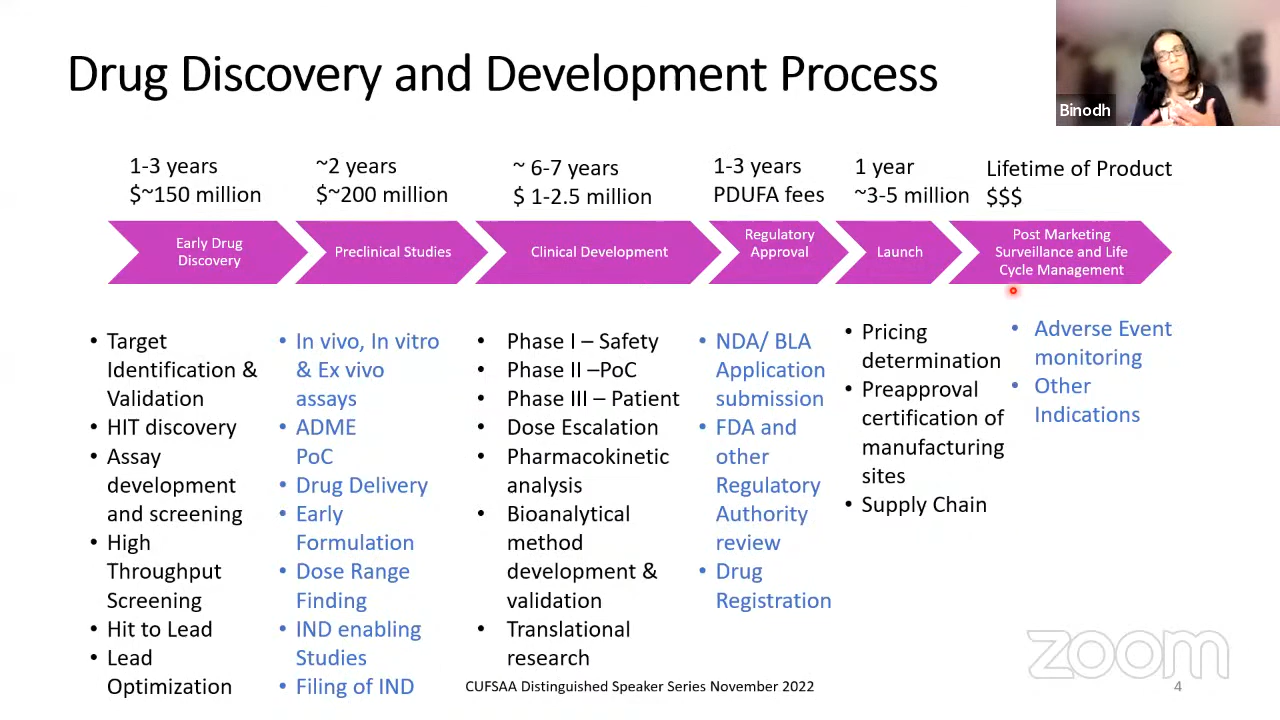 Drug Discovery and Development Process
Binodh
1-3 years
$~150 million
~2 years
$~200 million
~ 6-7 years
$ 1-2.5 million
1-3 years
PDUFA fees
1 year
~3-5 million
Lifetime of Product
$$$
Early Drug
Discovery
Preclinical Studies
Clinical Development
Regulatory
Approval
Launch
Post Marketing
Surveillance and Life
Cycle Management
• Target
Identification &
Validation
• HIT discovery
• Assay
development
and screening
• High
Throughput
Screening
• Hit to Lead
• Lead
Optimization
• In vivo, In vitro
& Ex vivo
assays
• ADME
PoC
• Drug Delivery
• Early
Formulation
• Dose Range
Finding
• IND enabling
Studies
• Filing of IND
• Phase I – Safety
• Phase II –PoC
• Phase III – Patient
• Dose Escalation
• Pharmacokinetic
analysis
• Bioanalytical
method
development &
validation
• Translational
research
• NDA/ BLA
Application
submission
• FDA and
other
Regulatory
Authority
review
• Drug
Registration
• Pricing
determination
• Preapproval
certification of
manufacturing
sites
• Supply Chain
• Adverse Event
monitoring
• Other
Indications
CUFSAA Distinguished Speaker Series November 2022
4
zoom